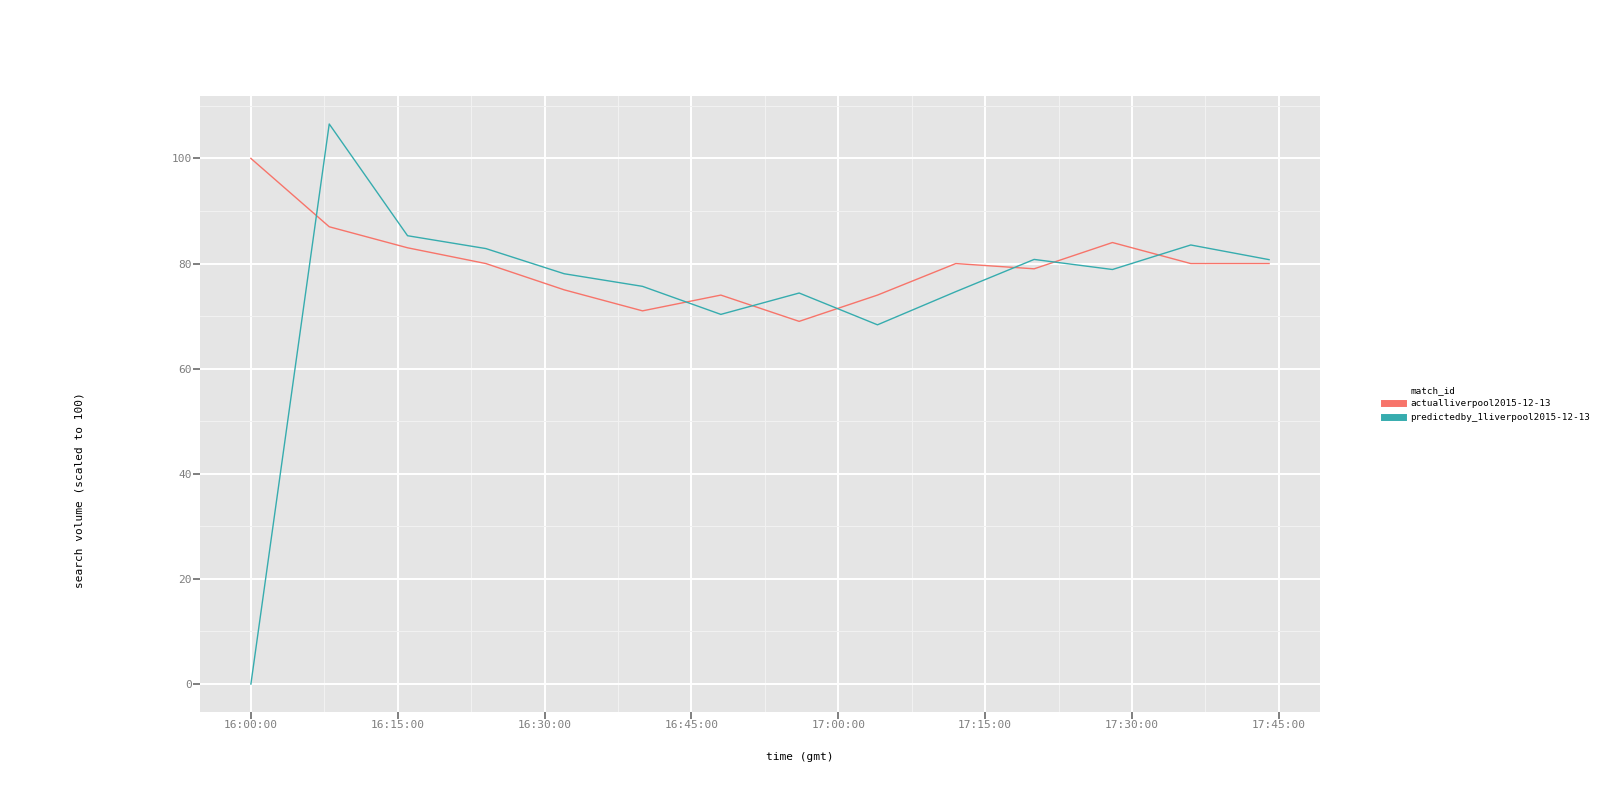 100
80
60
40
20
0
search volume (scaled to 100)
16:00:00 16:15:00 16:30:00 16:45:00 17:00:00 17:15:00 17:30:00 17:45:00
time (gmt)
match_id
actualliverpool2015-12-13
predictedby_1liverpool2015-12-13